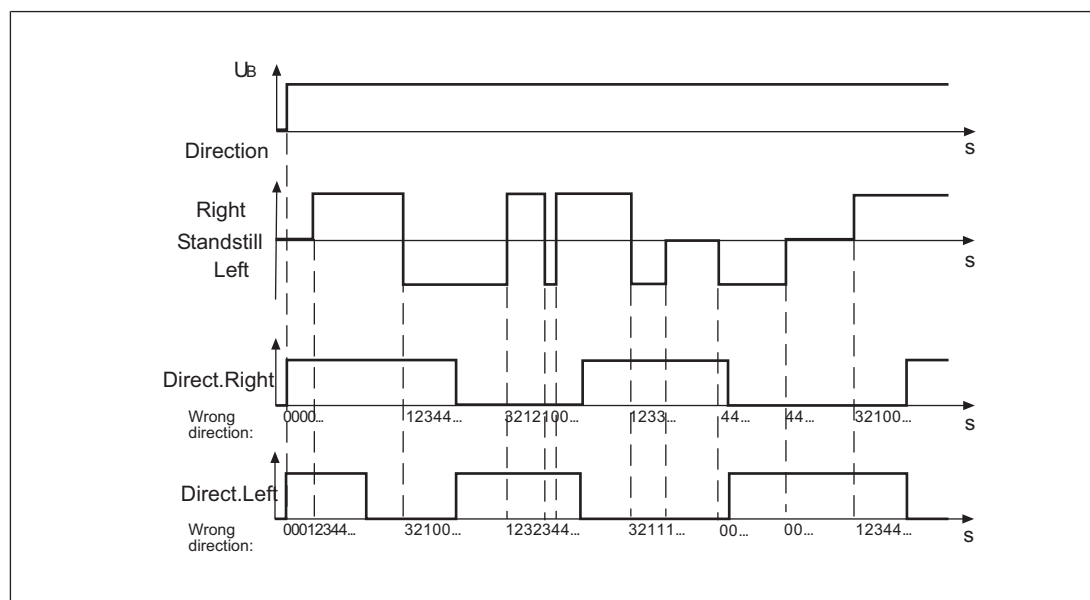 UB
s
Direction
Right
Standstill
Left
s
Direct.Right
Wrong direction:
0000... 12344... 3212100... 1233... 44... 44... 32100...
s
Direct.Left
Wrong direction:
00012344... 32100... 1232344... 32111... 00... 00... 12344...
s